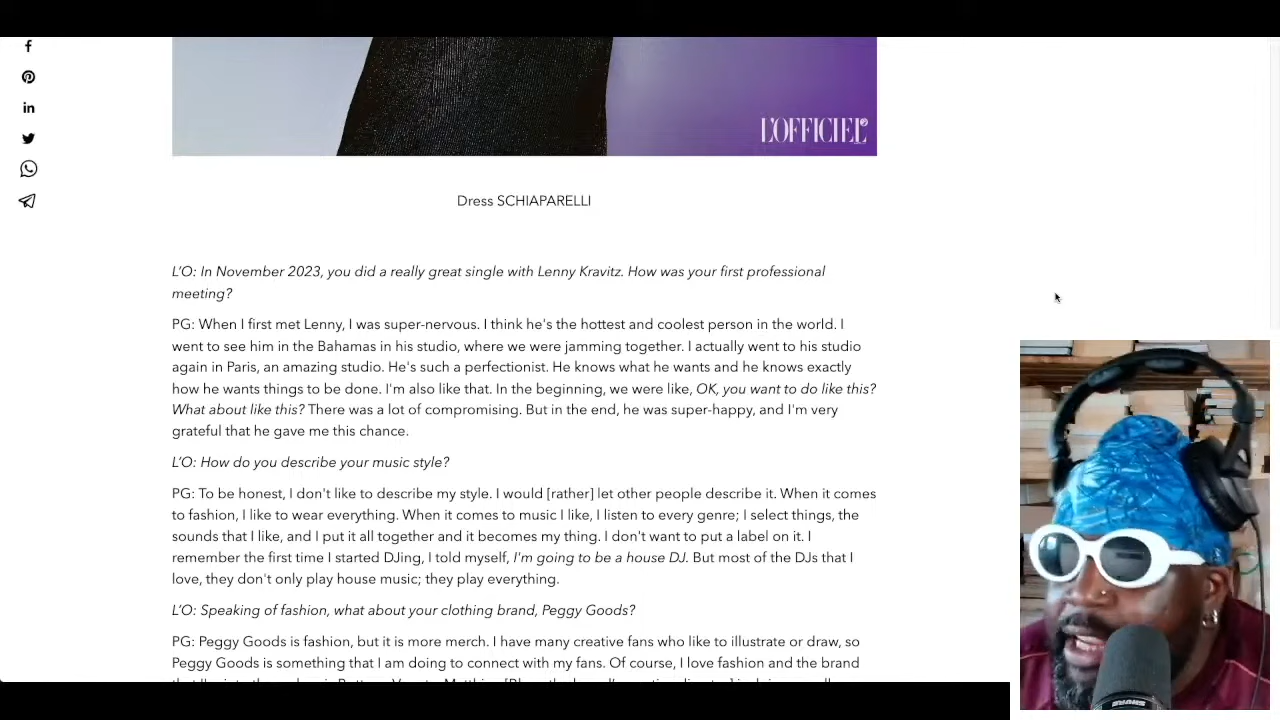 L'OFFICIEL
Dress SCHIAPARELLI
L'O: In November 2023, you did a really great single with Lenny Kravitz. How was your first professional
meeting?
PG: When I first met Lenny, I was super-nervous. I think he's the hottest and coolest person in the world. I
went to see him in the Bahamas in his studio, where we were jamming together. I actually went to his studio
again in Paris, an amazing studio. He's such a perfectionist. He knows what he wants and he knows exactly
how he wants things to be done. I'm also like that. In the beginning, we were like, OK, you want to do like this?
What about like this? There was a lot of compromising. But in the end, he was super-happy, and I'm very
grateful that he gave me this chance.
L'O: How do you describe your music style?
PG: To be honest, I don't like to describe my style. I would [rather] let other people describe it. When it comes
to fashion, I like to wear everything. When it comes to music I like, I listen to every genre; I select things, the
sounds that I like, and I put it all together and it becomes my thing. I don't want to put a label on it. I
remember the first time I started DJing, I told myself, I'm going to be a house DJ. But most of the DJs that I
love, they don't only play house music; they play everything.
L'O: Speaking of fashion, what about your clothing brand, Peggy Goods?
PG: Peggy Goods is fashion, but it is more merch. I have many creative fans who like to illustrate or draw, so
Peggy Goods is something that I am doing to connect with my fans. Of course, I love fashion and the brand
SHURE